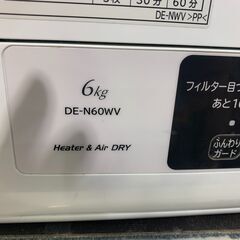 30分 60分
DE-NWV >PP<
6kg
DE-N60WV
Heater & Air DRY
フィルター目づ
あと1
ふんわり
ガード